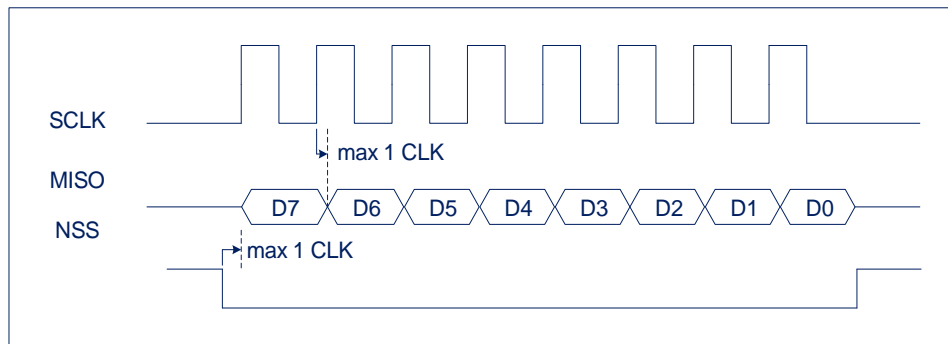 SCLK
max 1 CLK
MISO
D7 D6 D5 D4 D3 D2 D1 D0
NSS
max 1 CLK